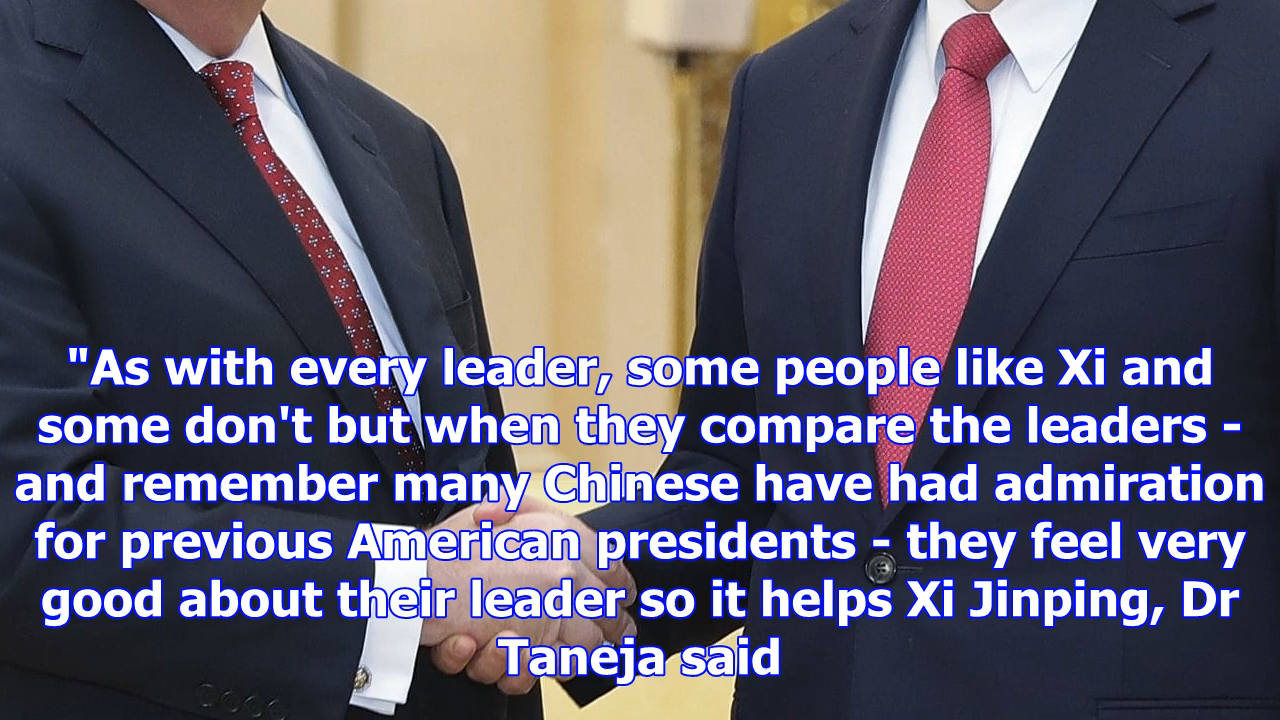 "As with every leader, some people like Xi and
some don't but when they compare the leaders -
and remember many Chinese have had admiration
for previous American presidents - they feel very
good about their leader so it helps Xi Jinping, Dr
Taneja said